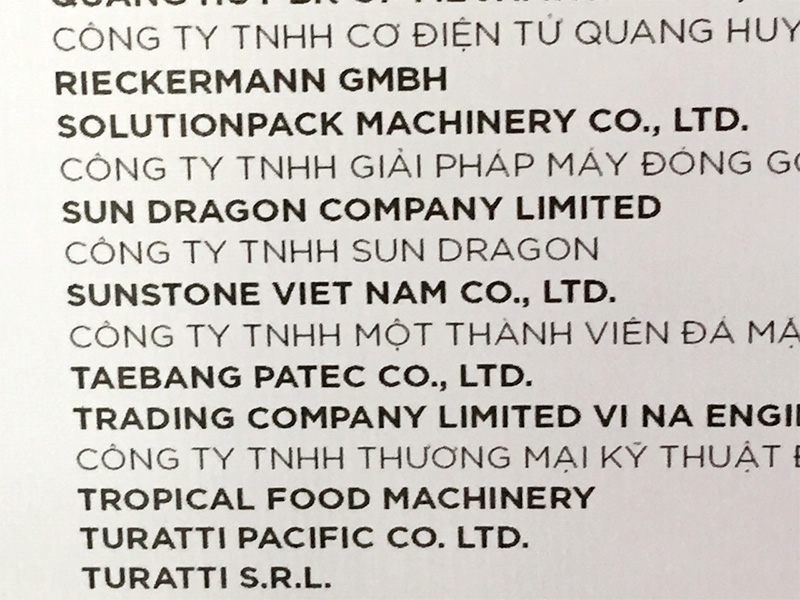 CÔNG TY TNHH CƠ ĐIỆN TỬ QUANG HUY
RIECKERMANN GMBH
SOLUTIONPACK MACHINERY CO., LTD.
CÔNG TY TNHH GIẢI PHÁP MÁY ĐÓNG
SUN DRAGON COMPANY LIMITED
CÔNG TY TNHH SUN DRAGON
SUNSTONE VIET NAM CO., LTD.
CÔNG TY TNHH MỘT THÀNH VIÊN ĐÁ
TAEBANG PATEC CO., LTD.
TRADING COMPANY LIMITED VI NA
CÔNG TY TNHH THƯƠNG MẠI KỸ THUẬT
TROPICAL FOOD MACHINERY
TURATTI PACIFIC CO. LTD.
TURATTI S.R.L.